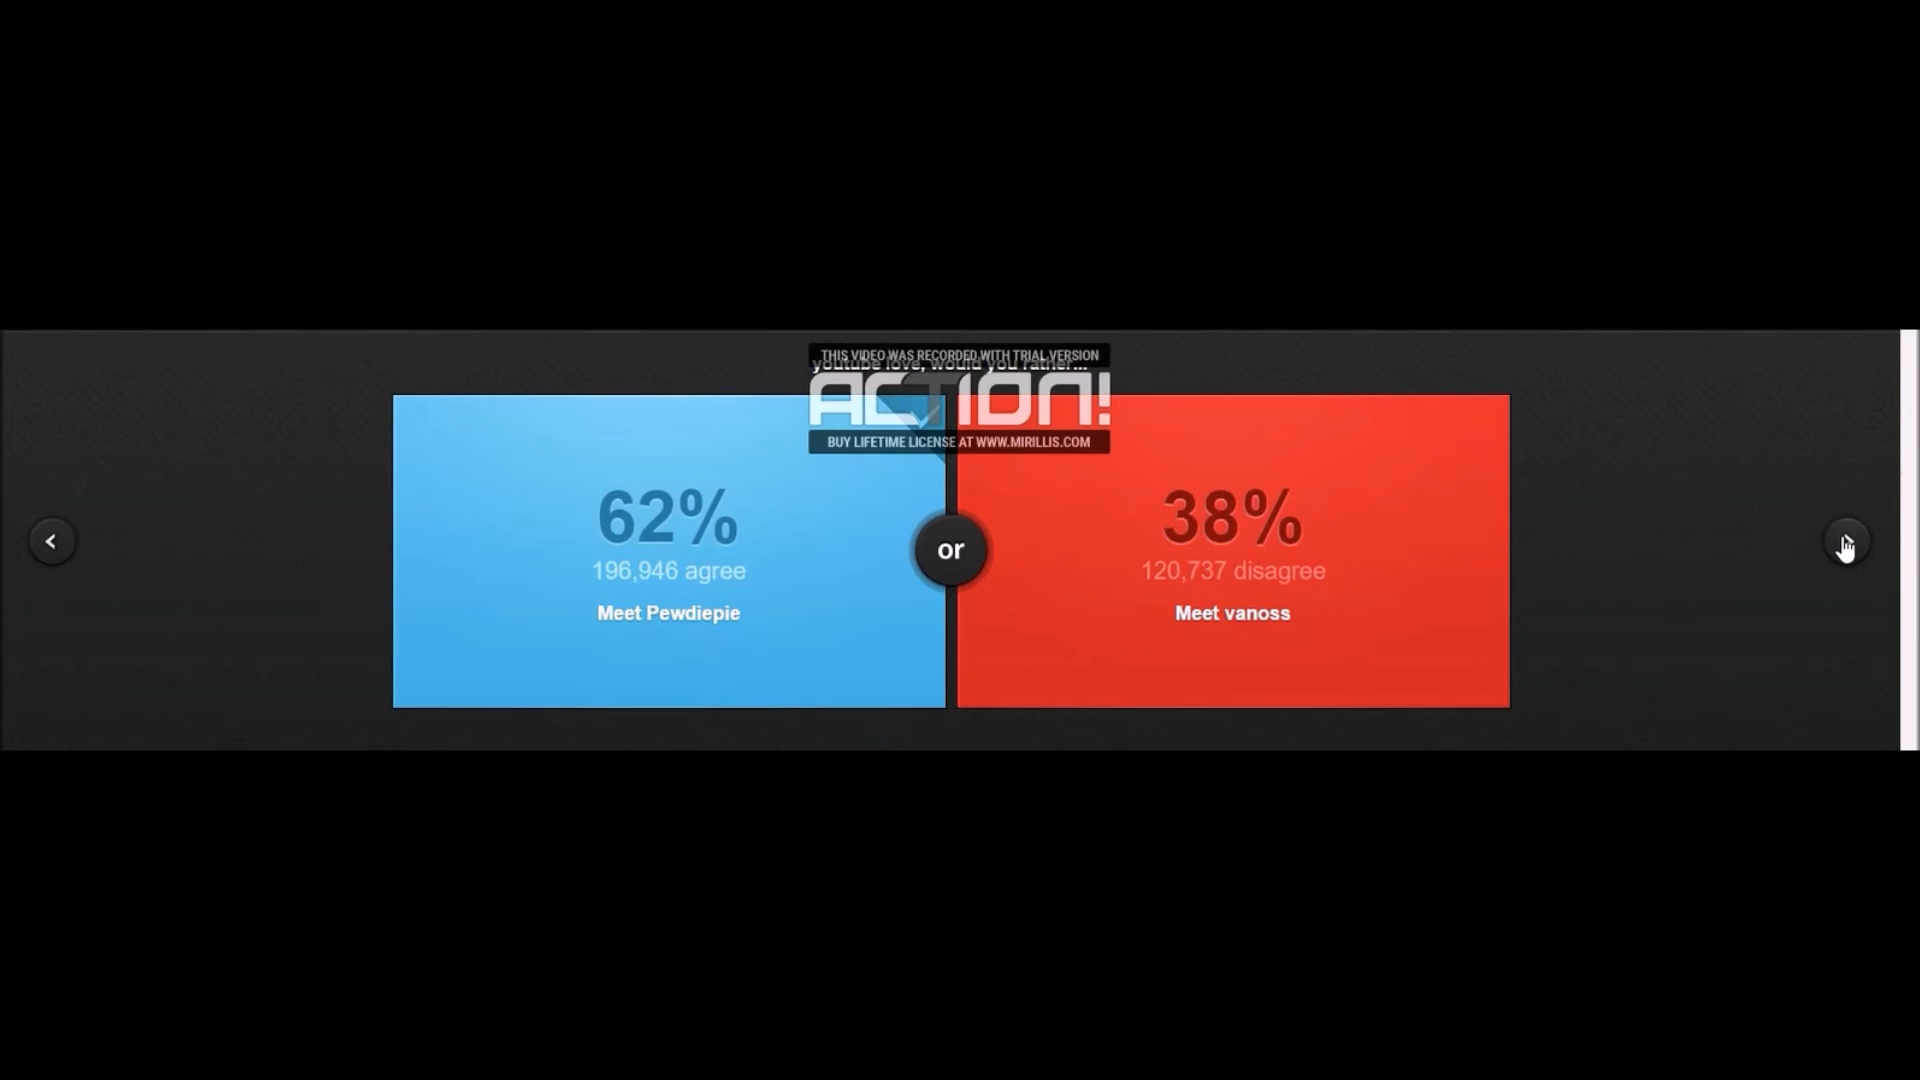 THIS VIDEO WAS RECORDED WITH TRIAL VERSION
youtube love, would you rather...
ACTION!
BUY LIFETIME LICENSE AT WWW.MIRILLIS.COM
62%
196,946 agree
Meet Pewdiepie
or
38%
120,737 disagree
Meet vanoss